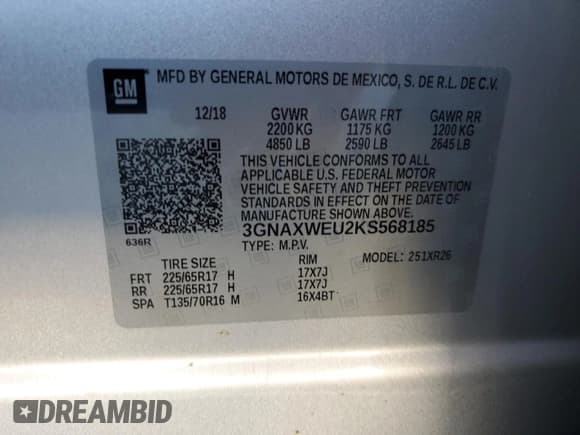 GM
MFD BY GENERAL MOTORS DE MEXICO, S. DE R.L. DE C.V.
12/18 GVWR GAWR FRT GAWR RR
2200 KG 1175 KG 1200 KG
4850 LB 2590 LB 2645 LB
THIS VEHICLE CONFORMS TO ALL
APPLICABLE U.S. FEDERAL MOTOR
VEHICLE SAFETY AND THEFT PREVENTION
STANDARDS IN EFFECT ON THE DATE OF
MANUFACTURE SHOWN ABOVE.
636R
3GNAXWEU2KS568185
TYPE: M.P.V. MODEL: 251XR26
TIRE SIZE RIM
FRT 225/65R17 H 17X7J
RR 225/65R17 H 17X7J
SPA T135/70R16 M 16X4BT
DREAMBID